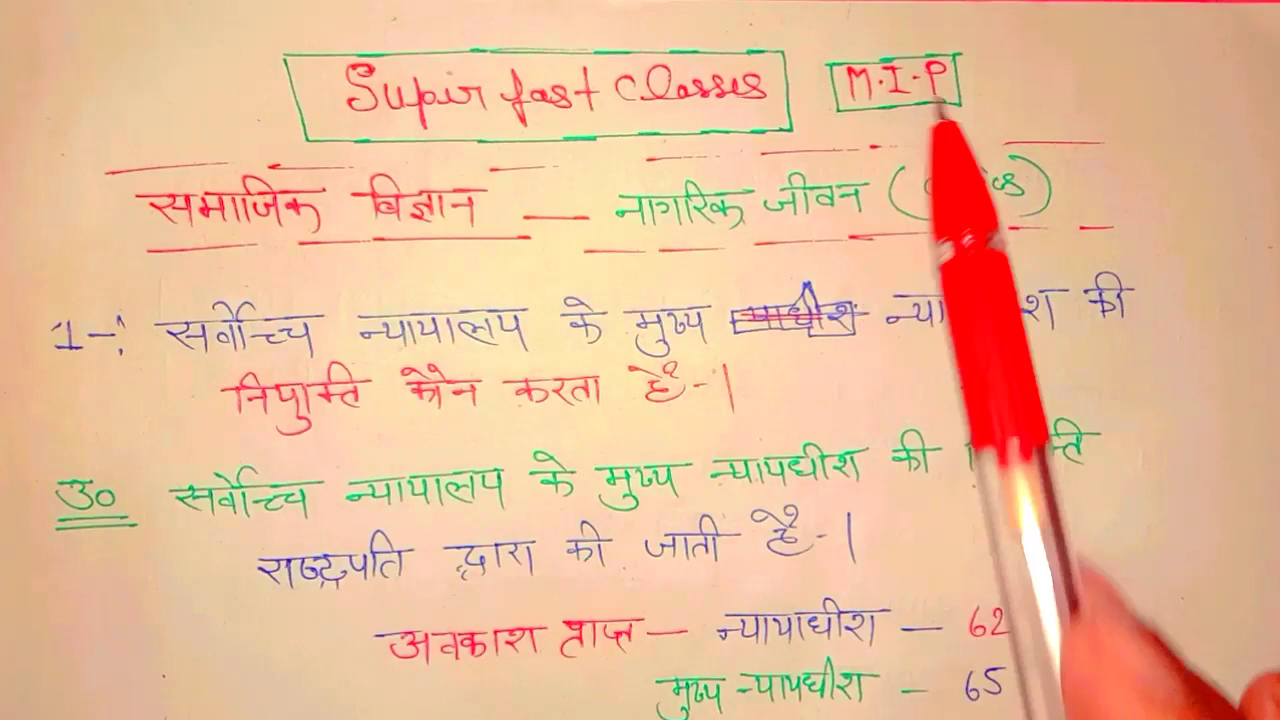 Supir fast Classes M.I.P
समाजिक विज्ञान — नागरिक जीवन
1-: सर्वोच्च न्यायालय के मुख्य की
नियुक्ति कौन करता है-।
उ० सर्वोच्च न्यायालय के मुख्य न्यायधीश की
राष्ट्रपति द्वारा की जाती है-।
अवकाश प्राप्त — न्यायाधीश — 62
मुख्य न्यायधीश - 65